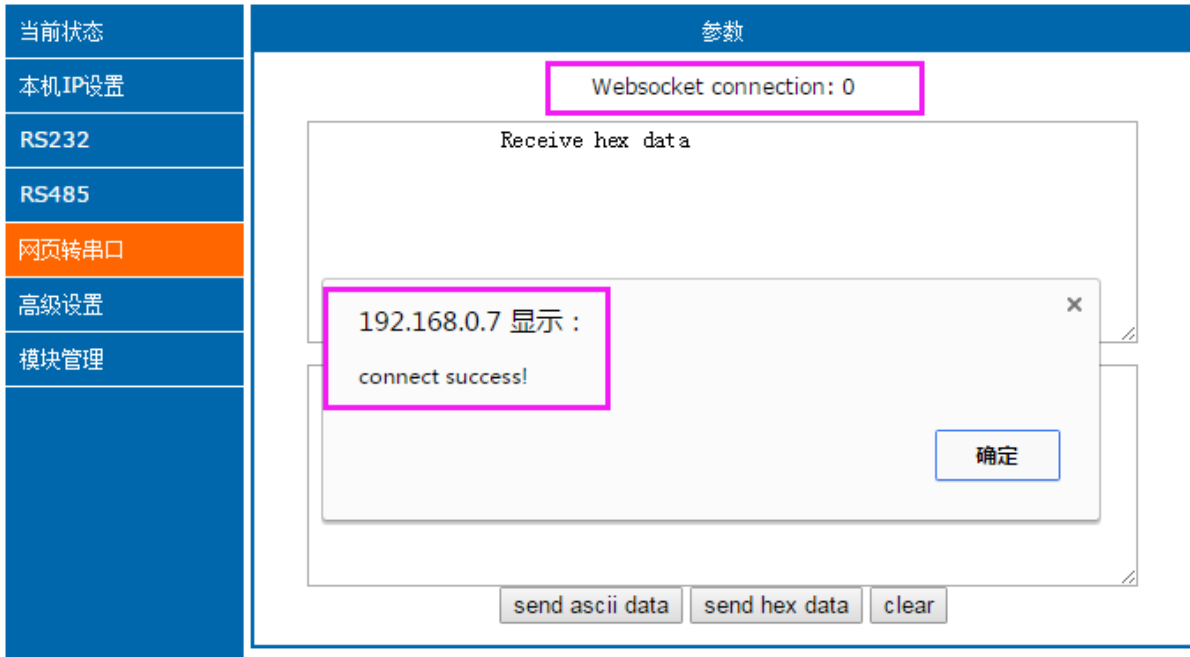 当前状态
本机IP设置
RS232
RS485
网页转串口
高级设置
模块管理
参数
Websocket connection: 0
Receive hex data
192.168.0.7 显示：
connect success!
×
确定
send ascii data
send hex data
clear